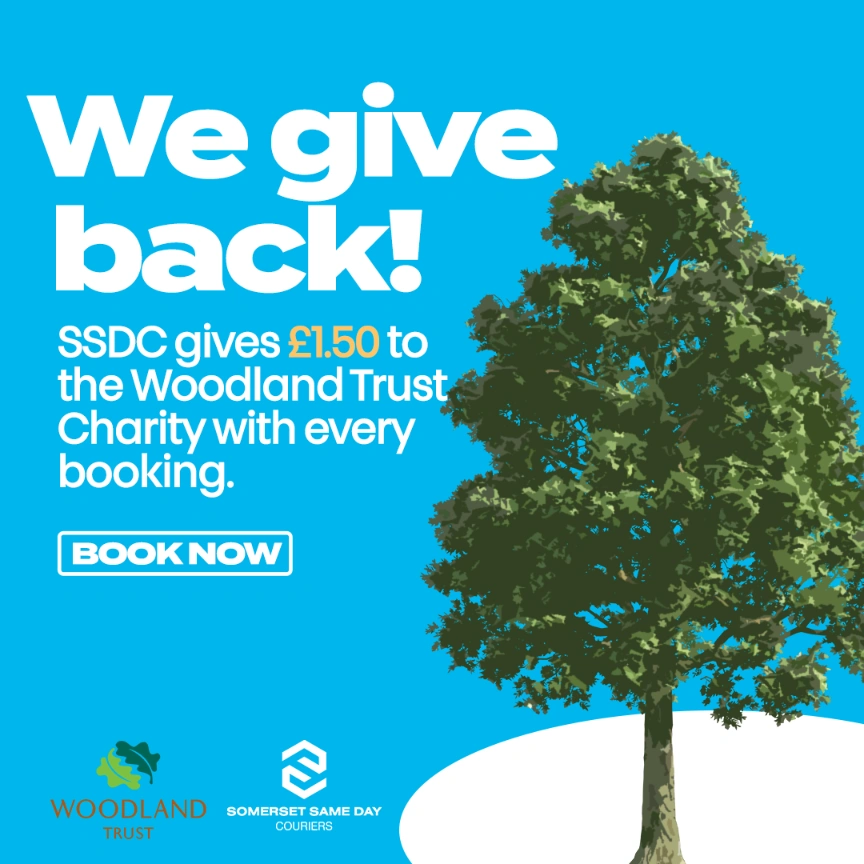 We give
back!
SSDC gives £1.50 to
the Woodland Trust
Charity with every
booking.
BOOK NOW
WOODLAND
TRUST
SOMERSET SAME DAY
COURIERS